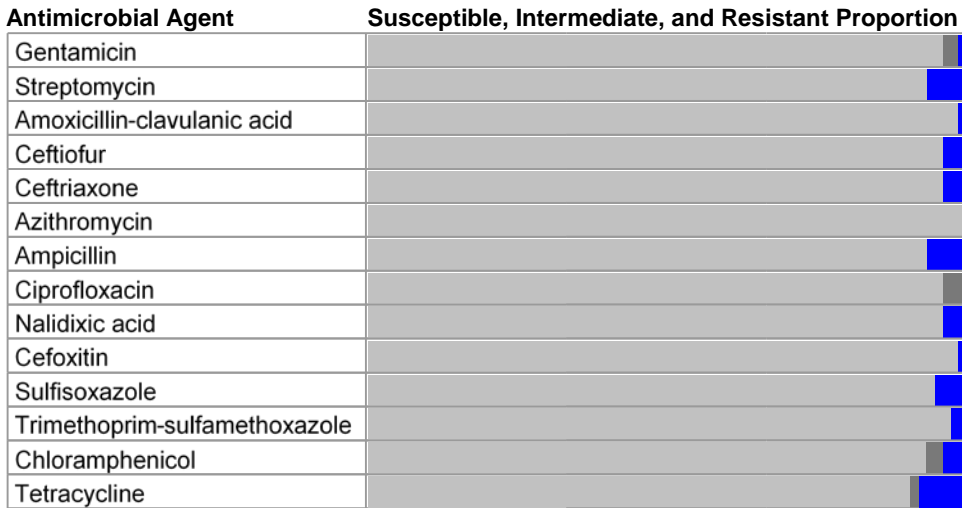 Antimicrobial Agent Susceptible, Intermediate, and Resistant Proportion
Gentamicin
Streptomycin
Amoxicillin-clavulanic acid
Ceftiofur
Ceftriaxone
Azithromycin
Ampicillin
Ciprofloxacin
Nalidixic acid
Cefoxitin
Sulfisoxazole
Trimethoprim-sulfamethoxazole
Chloramphenicol
Tetracycline